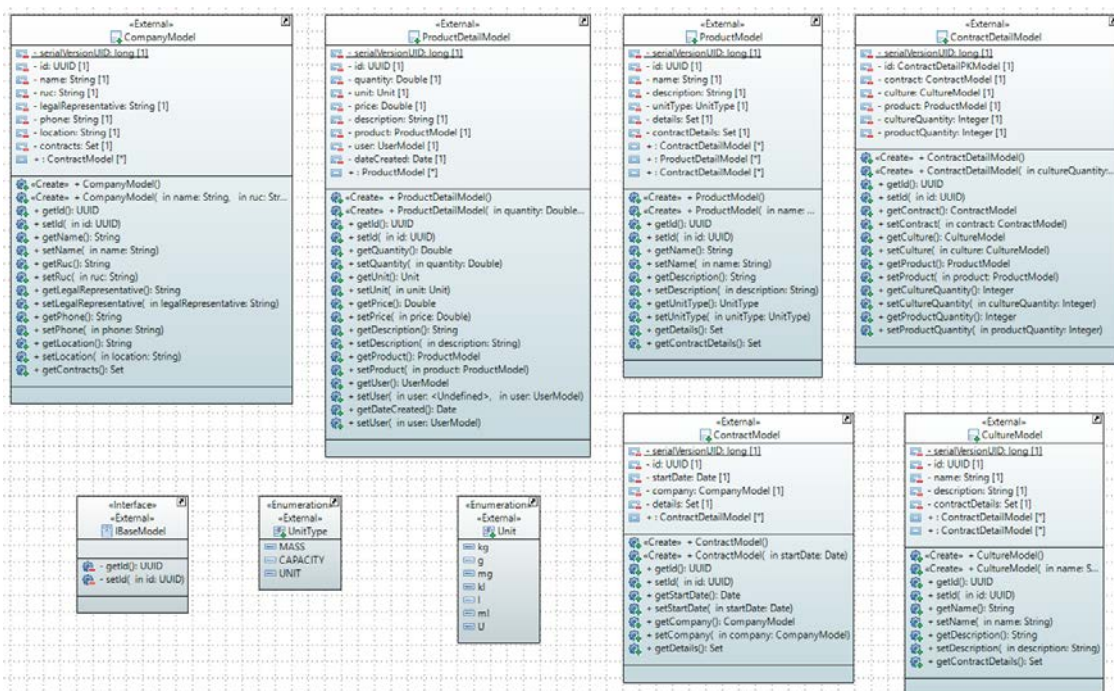 «External»
CompanyModel
- serialVersionUID: long [1]
- id: UUID [1]
- name: String [1]
- ruc: String [1]
- legalRepresentative: String [1]
- phone: String [1]
- location: String [1]
- contracts: Set [1]
+ : ContractModel [*]
«Create» + CompanyModel()
«Create» + CompanyModel( in name: String, in ruc: Str...
+ getId(): UUID
+ setId( in id: UUID)
+ getName(): String
+ setName( in name: String)
+ getRuc(): String
+ setRuc( in ruc: String)
+ getLegalRepresentative(): String
+ setLegalRepresentative( in legalRepresentative: String)
+ getPhone(): String
+ setPhone( in phone: String)
+ getLocation(): String
+ setLocation( in location: String)
+ getContracts(): Set
«External»
ProductDetailModel
- serialVersionUID: long [1]
- id: UUID [1]
- quantity: Double [1]
- unit: Unit [1]
- price: Double [1]
- description: String [1]
- product: ProductModel [1]
- user: UserModel [1]
- dateCreated: Date [1]
+ : ProductModel [*]
«Create» + ProductDetailModel()
«Create» + ProductDetailModel( in quantity: Double...
+ getId(): UUID
+ setId( in id: UUID)
+ getQuantity(): Double
+ setQuantity( in quantity: Double)
+ getUnit(): Unit
+ setUnit( in unit: Unit)
+ getPrice(): Double
+ setPrice( in price: Double)
+ getDescription(): String
+ setDescription( in description: String)
+ getProduct(): ProductModel
+ setProduct( in product: ProductModel)
+ getUser(): UserModel
+ setUser( in user: <Undefined>, in user: UserModel)
+ getDateCreated(): Date
+ setUser( in user: UserModel)
«External»
ProductModel
- serialVersionUID: long [1]
- id: UUID [1]
- name: String [1]
- description: String [1]
- unitType: UnitType [1]
- details: Set [1]
- contractDetails: Set [1]
+ : ContractDetailModel [*]
+ : ProductDetailModel [*]
+ : ContractDetailModel [*]
«Create» + ProductModel()
«Create» + ProductModel( in name: ...
+ getId(): UUID
+ setId( in id: UUID)
+ getName(): String
+ setName( in name: String)
+ getDescription(): String
+ setDescription( in description: String)
+ getUnitType(): UnitType
+ setUnitType( in unitType: UnitType)
+ getDetails(): Set
+ getContractDetails(): Set
«External»
ContractDetailModel
- serialVersionUID: long [1]
- id: ContractDetailPKModel [1]
- contract: ContractModel [1]
- culture: CultureModel [1]
- product: ProductModel [1]
- cultureQuantity: Integer [1]
- productQuantity: Integer [1]
«Create» + ContractDetailModel()
«Create» + ContractDetailModel( in cultureQuantity:...
+ getId(): UUID
+ setId( in id: UUID)
+ getContract(): ContractModel
+ setContract( in contract: ContractModel)
+ getCulture(): CultureModel
+ setCulture( in culture: CultureModel)
+ getProduct(): ProductModel
+ setProduct( in product: ProductModel)
+ getCultureQuantity(): Integer
+ setCultureQuantity( in cultureQuantity: Integer)
+ getProductQuantity(): Integer
+ setProductQuantity( in productQuantity: Integer)
«Interface»
«External»
IBaseModel
- getId(): UUID
- setId( in id: UUID)
«Enumeration»
«External»
UnitType
MASS
CAPACITY
UNIT
«Enumeration»
«External»
Unit
kg
g
mg
kl
l
ml
U
«External»
ContractModel
- serialVersionUID: long [1]
- id: UUID [1]
- startDate: Date [1]
- company: CompanyModel [1]
- details: Set [1]
+ : ContractDetailModel [*]
«Create» + ContractModel()
«Create» + ContractModel( in startDate: Date)
+ getId(): UUID
+ setId( in id: UUID)
+ getStartDate(): Date
+ setStartDate( in startDate: Date)
+ getCompany(): CompanyModel
+ setCompany( in company: CompanyModel)
+ getDetails(): Set
«External»
CultureModel
- serialVersionUID: long [1]
- id: UUID [1]
- name: String [1]
- description: String [1]
- contractDetails: Set [1]
+ : ContractDetailModel [*]
+ : ContractDetailModel [*]
«Create» + CultureModel()
«Create» + CultureModel( in name: S...
+ getId(): UUID
+ setId( in id: UUID)
+ getName(): String
+ setName( in name: String)
+ getDescription(): String
+ setDescription( in description: String)
+ getContractDetails(): Set